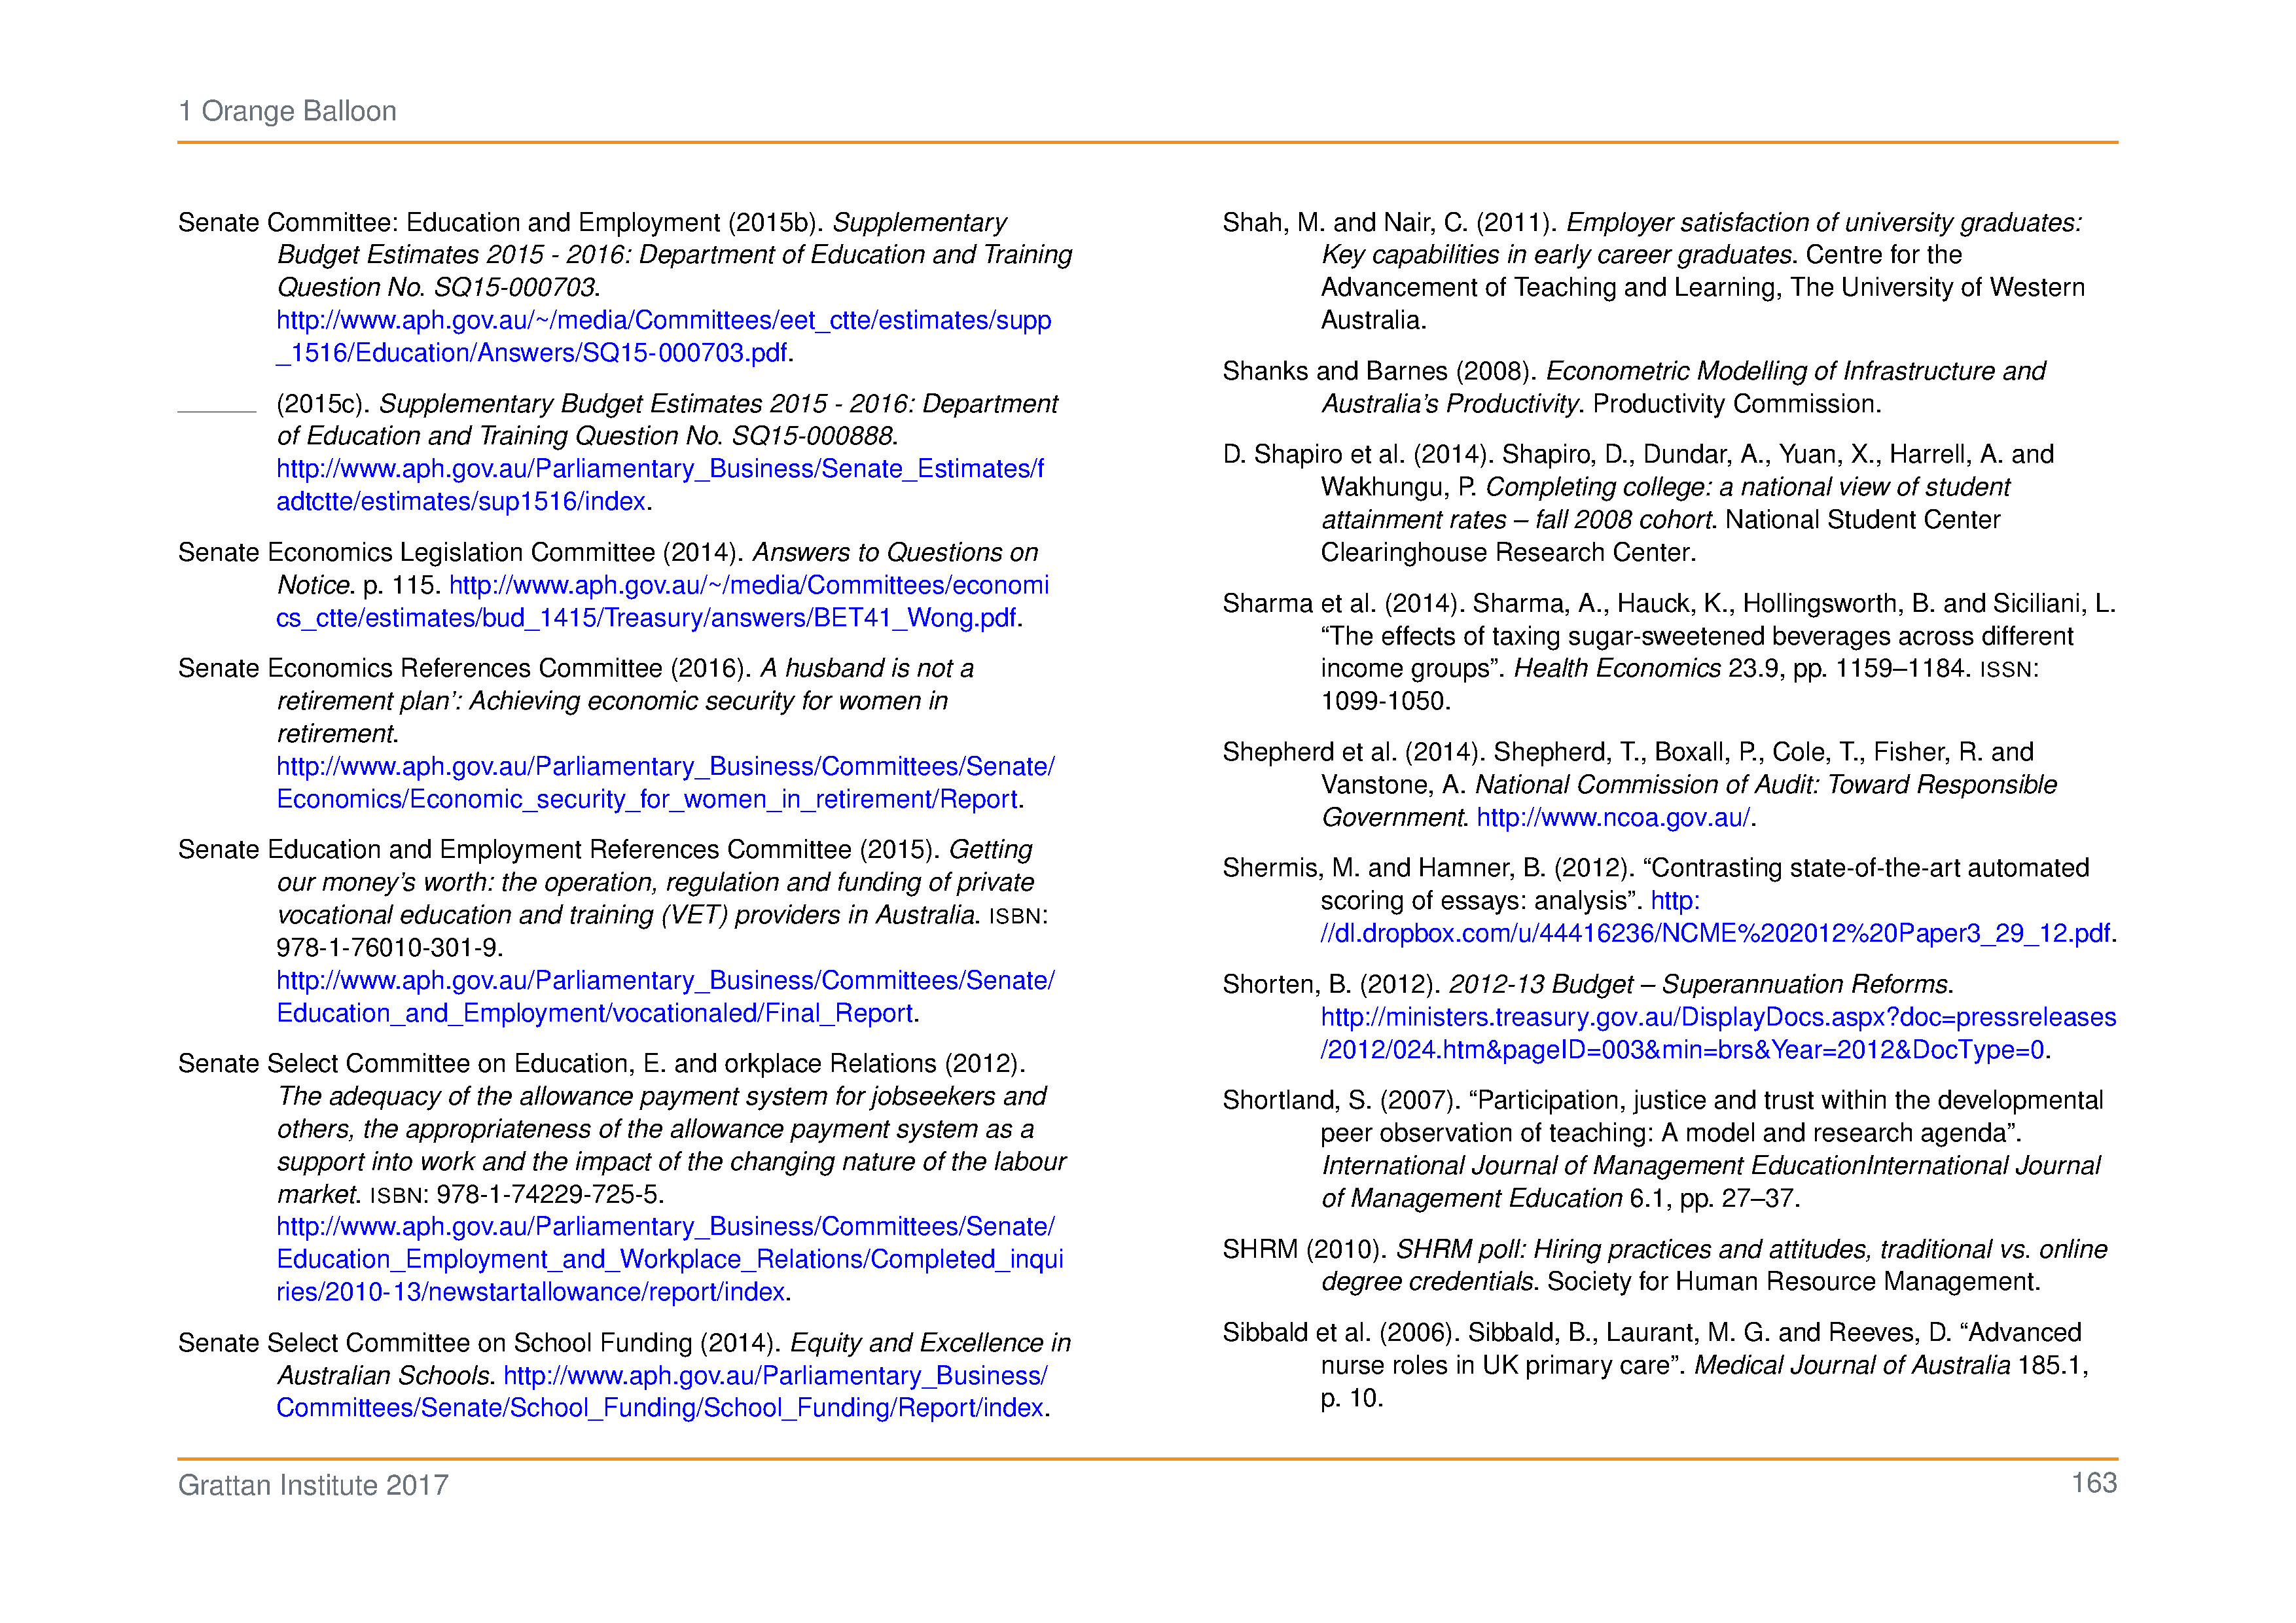 1 Orange Balloon
Senate Committee: Education and Employment (2015b). Supplementary
Budget Estimates 2015 - 2016: Department of Education and Training
Question No. SQ15-000703.
http://www.aph.gov.au/~/media/Committees/eet_ctte/estimates/supp
_1516/Education/Answers/SQ15-000703.pdf.
(2015c). Supplementary Budget Estimates 2015 - 2016: Department
of Education and Training Question No. SQ15-000888.
http://www.aph.gov.au/Parliamentary_Business/Senate_Estimates/f
adtctte/estimates/sup1516/index.
Senate Economics Legislation Committee (2014). Answers to Questions on
Notice. p. 115. http://www.aph.gov.au/~/media/Committees/economi
cs_ctte/estimates/bud_1415/Treasury/answers/BET41_Wong.pdf.
Senate Economics References Committee (2016). A husband is not a
retirement plan’: Achieving economic security for women in
retirement.
http://www.aph.gov.au/Parliamentary_Business/Committees/Senate/
Economics/Economic_security_for_women_in_retirement/Report.
Senate Education and Employment References Committee (2015). Getting
our money’s worth: the operation, regulation and funding of private
vocational education and training (VET) providers in Australia. ISBN:
978-1-76010-301-9.
http://www.aph.gov.au/Parliamentary_Business/Committees/Senate/
Education_and_Employment/vocationaled/Final_Report.
Senate Select Committee on Education, E. and orkplace Relations (2012).
The adequacy of the allowance payment system for jobseekers and
others, the appropriateness of the allowance payment system as a
support into work and the impact of the changing nature of the labour
market. ISBN: 978-1-74229-725-5.
http://www.aph.gov.au/Parliamentary_Business/Committees/Senate/
Education_Employment_and_Workplace_Relations/Completed_inqui
ries/2010-13/newstartallowance/report/index.
Senate Select Committee on School Funding (2014). Equity and Excellence in
Australian Schools. http://www.aph.gov.au/Parliamentary_Business/
Committees/Senate/School_Funding/School_Funding/Report/index.
Shah, M. and Nair, C. (2011). Employer satisfaction of university graduates:
Key capabilities in early career graduates. Centre for the
Advancement of Teaching and Learning, The University of Western
Australia.
Shanks and Barnes (2008). Econometric Modelling of Infrastructure and
Australia’s Productivity. Productivity Commission.
D. Shapiro et al. (2014). Shapiro, D., Dundar, A., Yuan, X., Harrell, A. and
Wakhungu, P. Completing college: a national view of student
attainment rates – fall 2008 cohort. National Student Center
Clearinghouse Research Center.
Sharma et al. (2014). Sharma, A., Hauck, K., Hollingsworth, B. and Siciliani, L.
“The effects of taxing sugar-sweetened beverages across different
income groups”. Health Economics 23.9, pp. 1159–1184. ISSN:
1099-1050.
Shepherd et al. (2014). Shepherd, T., Boxall, P., Cole, T., Fisher, R. and
Vanstone, A. National Commission of Audit: Toward Responsible
Government. http://www.ncoa.gov.au/.
Shermis, M. and Hamner, B. (2012). “Contrasting state-of-the-art automated
scoring of essays: analysis”. http:
//dl.dropbox.com/u/44416236/NCME%202012%20Paper3_29_12.pdf.
Shorten, B. (2012). 2012-13 Budget – Superannuation Reforms.
http://ministers.treasury.gov.au/DisplayDocs.aspx?doc=pressreleases
/2012/024.htm&pageID=003&min=brs&Year=2012&DocType=0.
Shortland, S. (2007). “Participation, justice and trust within the developmental
peer observation of teaching: A model and research agenda”.
International Journal of Management EducationInternational Journal
of Management Education 6.1, pp. 27–37.
SHRM (2010). SHRM poll: Hiring practices and attitudes, traditional vs. online
degree credentials. Society for Human Resource Management.
Sibbald et al. (2006). Sibbald, B., Laurant, M. G. and Reeves, D. “Advanced
nurse roles in UK primary care”. Medical Journal of Australia 185.1,
p. 10.
Grattan Institute 2017
163